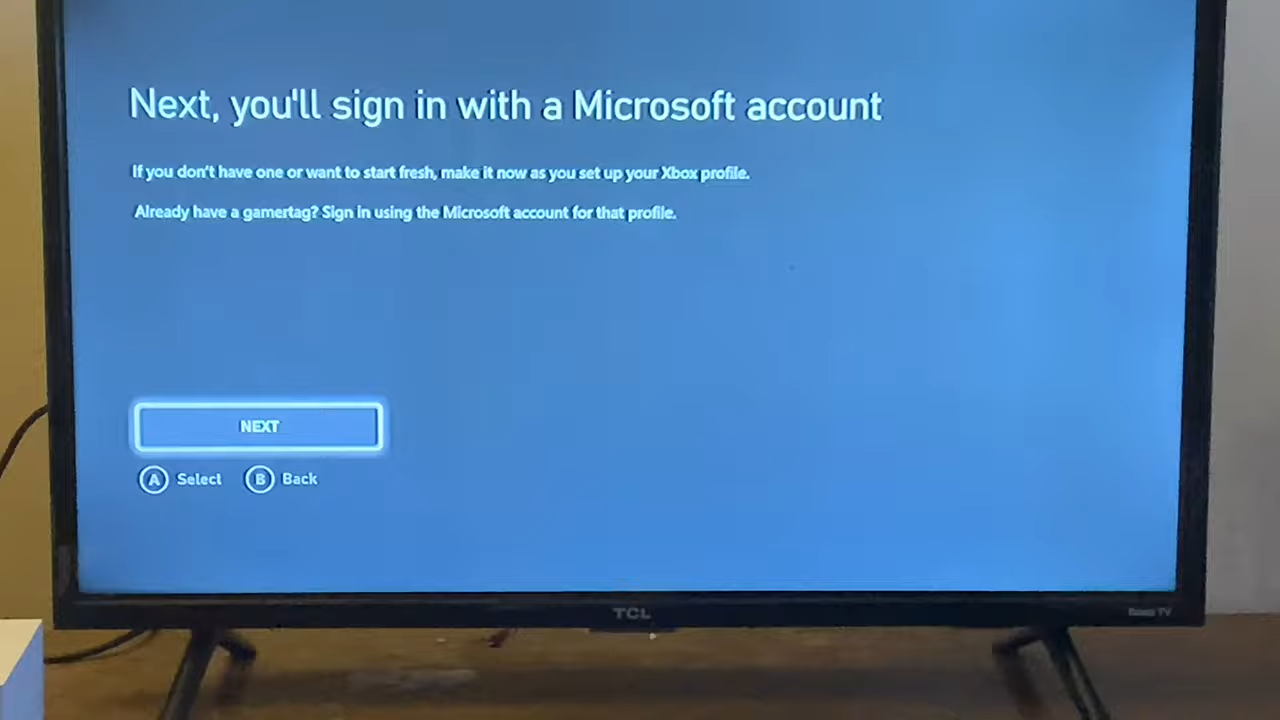 Next, you'll sign in with a Microsoft account
If you don't have one or want to start fresh, make it now as you set up your Xbox profile.
Already have a gamertag? Sign in using the Microsoft account for that profile.
NEXT
A Select B Back
TCL
Roku TV